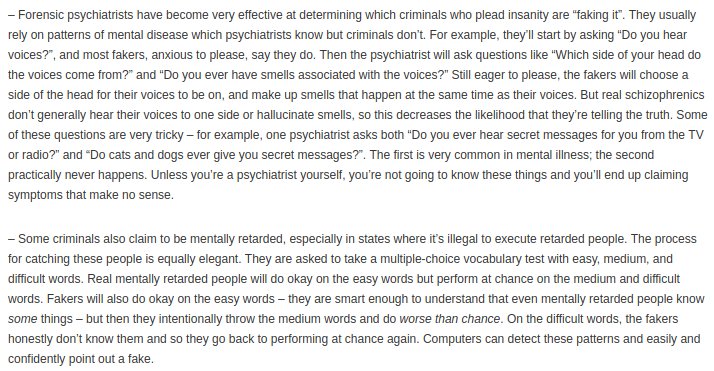 – Forensic psychiatrists have become very effective at determining which criminals who plead insanity are “faking it”. They usually
rely on patterns of mental disease which psychiatrists know but criminals don’t. For example, they’ll start by asking “Do you hear
voices?”, and most fakers, anxious to please, say they do. Then the psychiatrist will ask questions like “Which side of your head do
the voices come from?” and “Do you ever have smells associated with the voices?” Still eager to please, the fakers will choose a
side of the head for their voices to be on, and make up smells that happen at the same time as their voices. But real schizophrenics
don’t generally hear their voices to one side or hallucinate smells, so this decreases the likelihood that they’re telling the truth. Some
of these questions are very tricky – for example, one psychiatrist asks both “Do you ever hear secret messages for you from the TV
or radio?” and “Do cats and dogs ever give you secret messages?”. The first is very common in mental illness; the second
practically never happens. Unless you’re a psychiatrist yourself, you’re not going to know these things and you’ll end up claiming
symptoms that make no sense.
– Some criminals also claim to be mentally retarded, especially in states where it’s illegal to execute retarded people. The process
for catching these people is equally elegant. They are asked to take a multiple-choice vocabulary test with easy, medium, and
difficult words. Real mentally retarded people will do okay on the easy words but perform at chance on the medium and difficult
words. Fakers will also do okay on the easy words – they are smart enough to understand that even mentally retarded people know
some things – but then they intentionally throw the medium words and do worse than chance. On the difficult words, the fakers
honestly don’t know them and so they go back to performing at chance again. Computers can detect these patterns and easily and
confidently point out a fake.